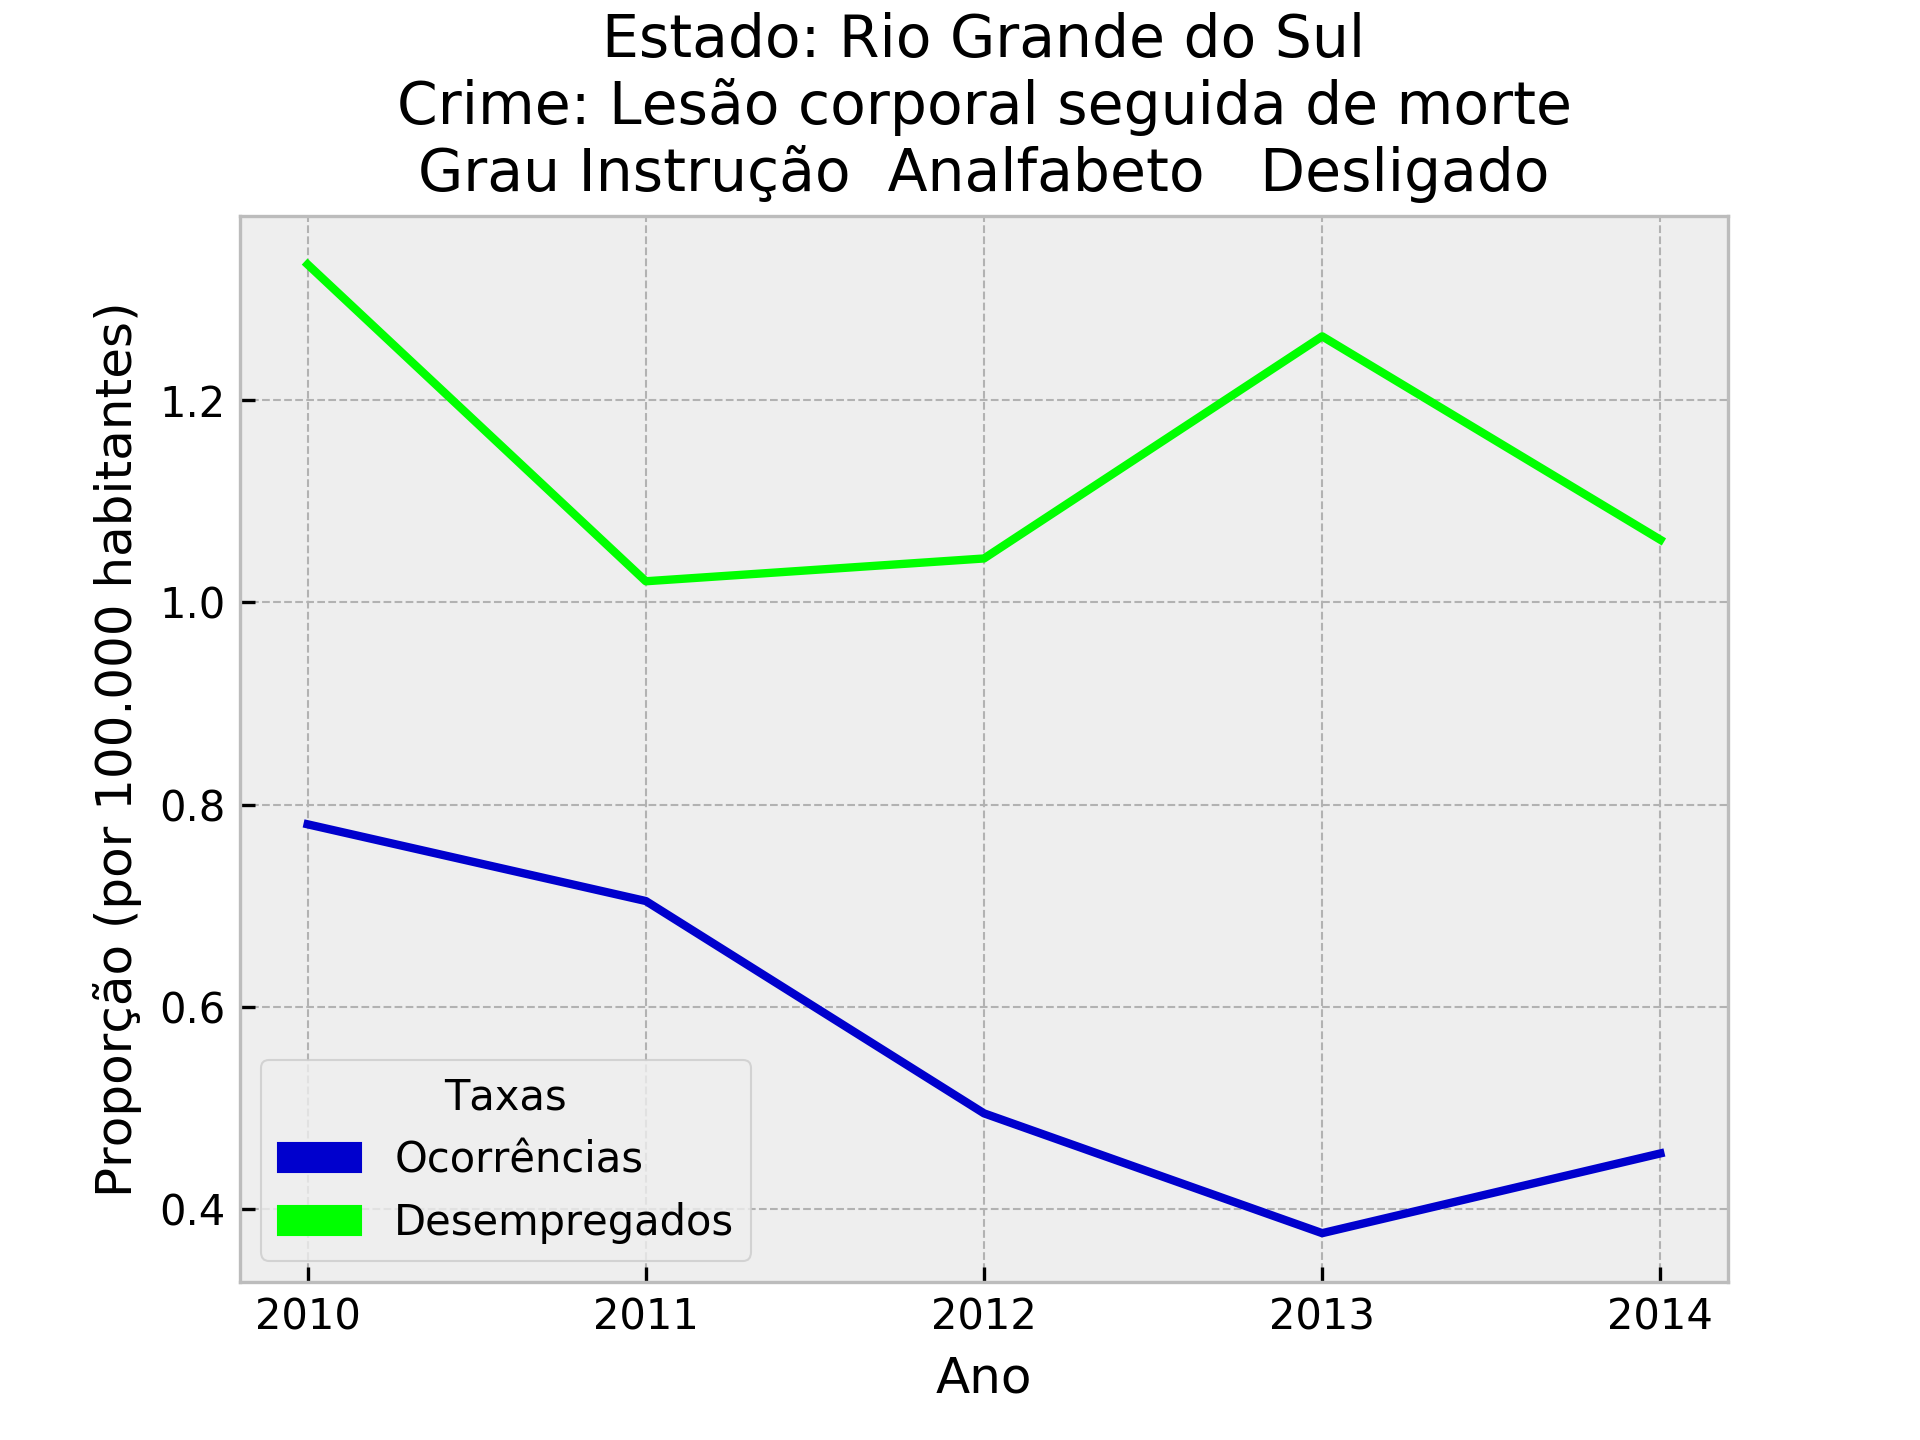 Estado: Rio Grande do Sul
Crime: Lesão corporal seguida de morte
Grau Instrução  Analfabeto   Desligado
Proporção (por 100.000 habitantes)
1.2
1.0
0.8
0.6
0.4
Taxas
Ocorrências
Desempregados
2010 2011 2012 2013 2014
Ano